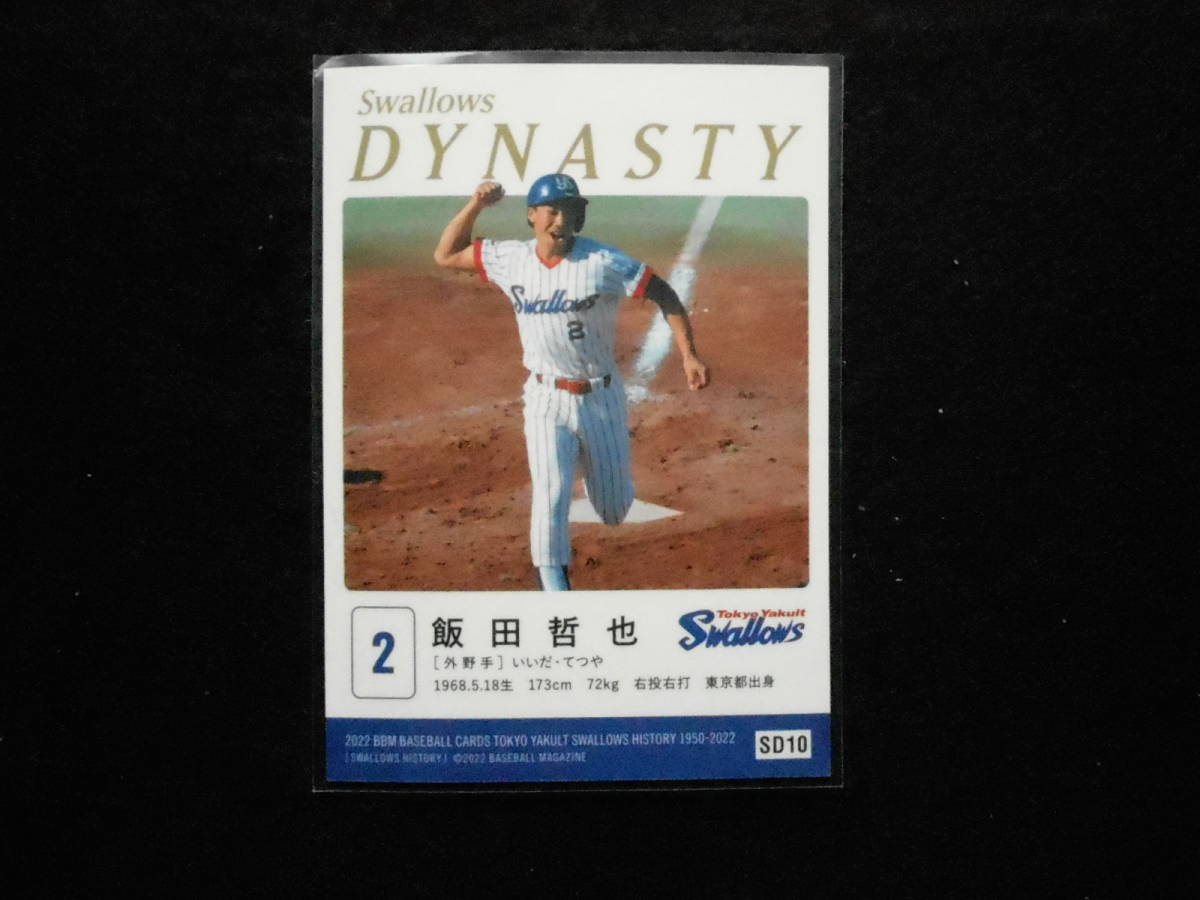 Swallows
DYNASTY
YS
Swallows
2
2
飯田哲也
[外野手] いいだ・てつや
1968.5.18生 173cm 72kg 右投右打 東京都出身
Tokyo Yakult
Swallows
2022 BBM BASEBALL CARDS TOKYO YAKULT SWALLOWS HISTORY 1950-2022
[SWALLOWS HISTORY] ©2022 BASEBALL MAGAZINE
SD10